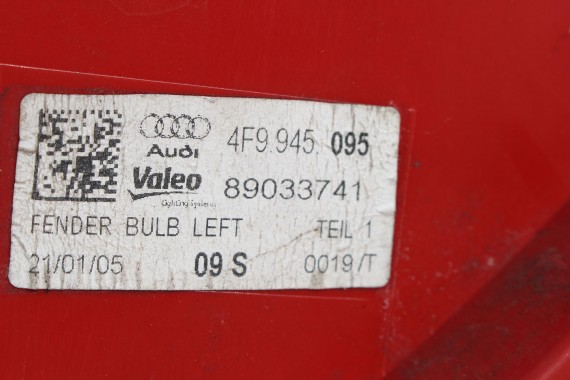 4F9.945. 095
Audi
Valeo 89033741
Lighting Systems
FENDER BULB LEFT TEIL 1
21/01/05 09 S 0019/T